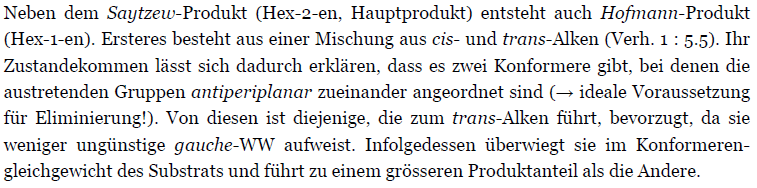 Neben dem Saytzew-Produkt (Hex-2-en, Hauptprodukt) entsteht auch Hofmann-Produkt
(Hex-1-en). Ersteres besteht aus einer Mischung aus cis- und trans-Alken (Verh. 1 : 5.5). Ihr
Zustandekommen lässt sich dadurch erklären, dass es zwei Konformere gibt, bei denen die
austretenden Gruppen antiperiplanar zueinander angeordnet sind (→ ideale Voraussetzung
für Eliminierung!). Von diesen ist diejenige, die zum trans-Alken führt, bevorzugt, da sie
weniger ungünstige gauche-WW aufweist. Infolgedessen überwiegt sie im Konformeren-
gleichgewicht des Substrats und führt zu einem grösseren Produktanteil als die Andere.